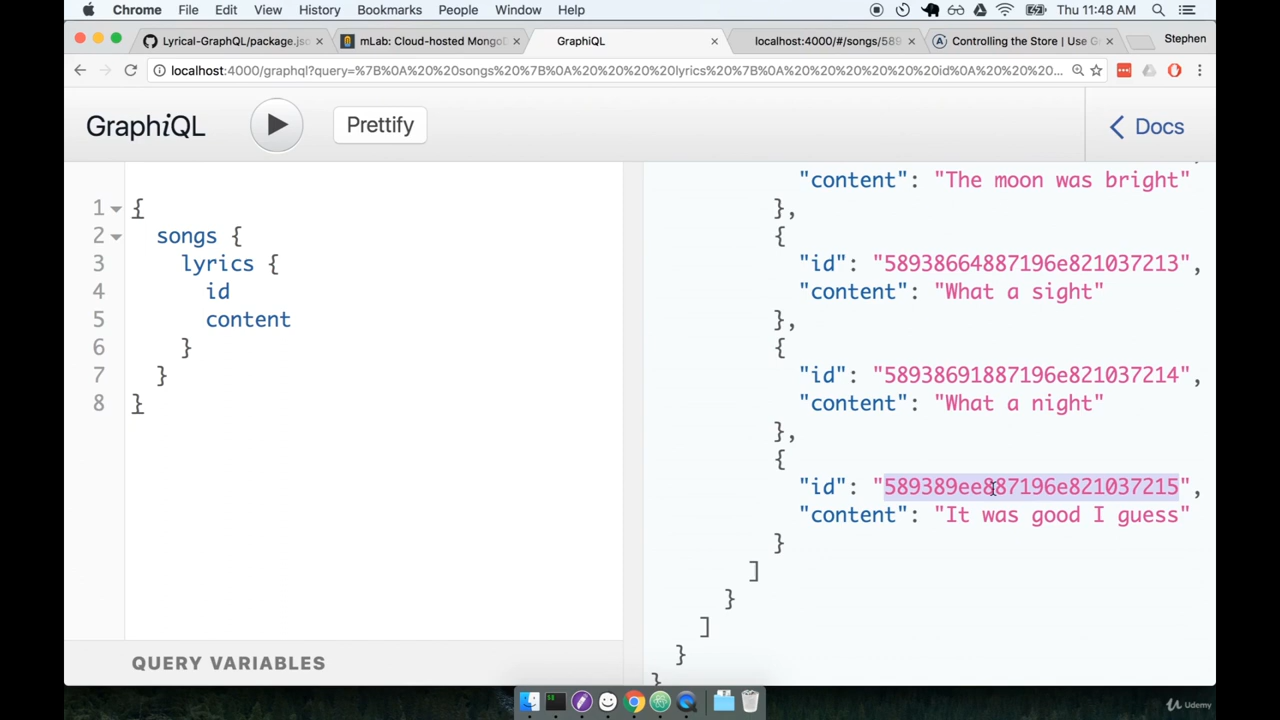 Chrome File Edit View History Bookmarks People Window Help Thu 11:48 AM
Lyrical-GraphQL/package.jso mLab: Cloud-hosted MongoD GraphiQL localhost:4000/#/songs/589 Controlling the Store | Use G Stephen
localhost:4000/graphql?query=%7B%0A%20%20songs%20%7B%0A%20%20%20%20lyrics%20%7B%0A%20%20%20%20%20%20id%0A%20%20%20...
GraphiQL Prettify Docs
1 {
2 songs {
3 lyrics {
4 id
5 content
6 }
7 }
8 }
"content": "The moon was bright"
},
{
"id": "58938664887196e821037213",
"content": "What a sight"
},
{
"id": "58938691887196e821037214",
"content": "What a night"
},
{
"id": "589389ee887196e821037215",
"content": "It was good I guess"
}
]
}
]
}
}
QUERY VARIABLES
Udemy